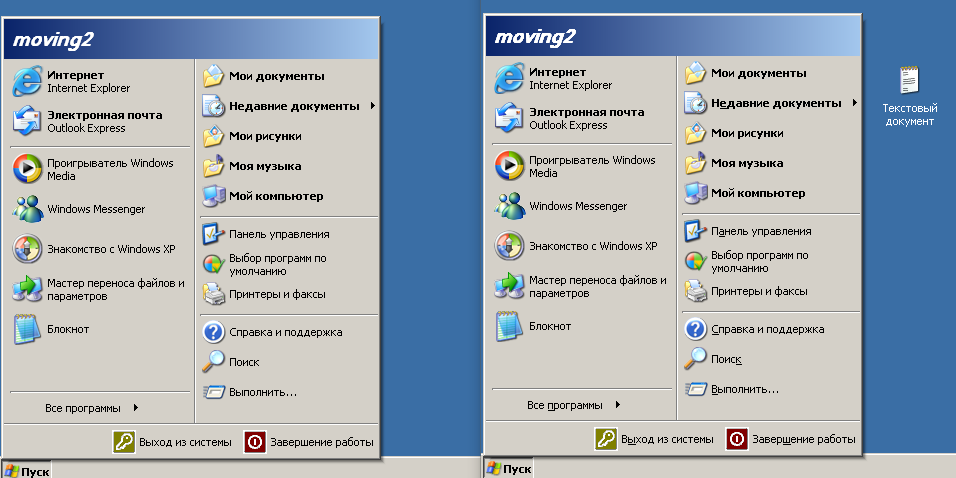 moving2
Интернет
Internet Explorer
Электронная почта
Outlook Express
Проигрыватель Windows
Media
Windows Messenger
Знакомство с Windows XP
Мастер переноса файлов и
параметров
Блокнот
Все программы
Мои документы
Недавние документы
Мои рисунки
Моя музыка
Мой компьютер
Панель управления
Выбор программ по
умолчанию
Принтеры и факсы
Справка и поддержка
Поиск
Выполнить...
Выход из системы
Завершение работы
Пуск
moving2
Интернет
Internet Explorer
Электронная почта
Outlook Express
Проигрыватель Windows
Media
Windows Messenger
Знакомство с Windows XP
Мастер переноса файлов и
параметров
Блокнот
Все программы
Мои документы
Недавние документы
Мои рисунки
Моя музыка
Мой компьютер
Панель управления
Выбор программ по
умолчанию
Принтеры и факсы
Справка и поддержка
Поиск
Выполнить...
Выход из системы
Завершение работы
Пуск
Текстовый
документ